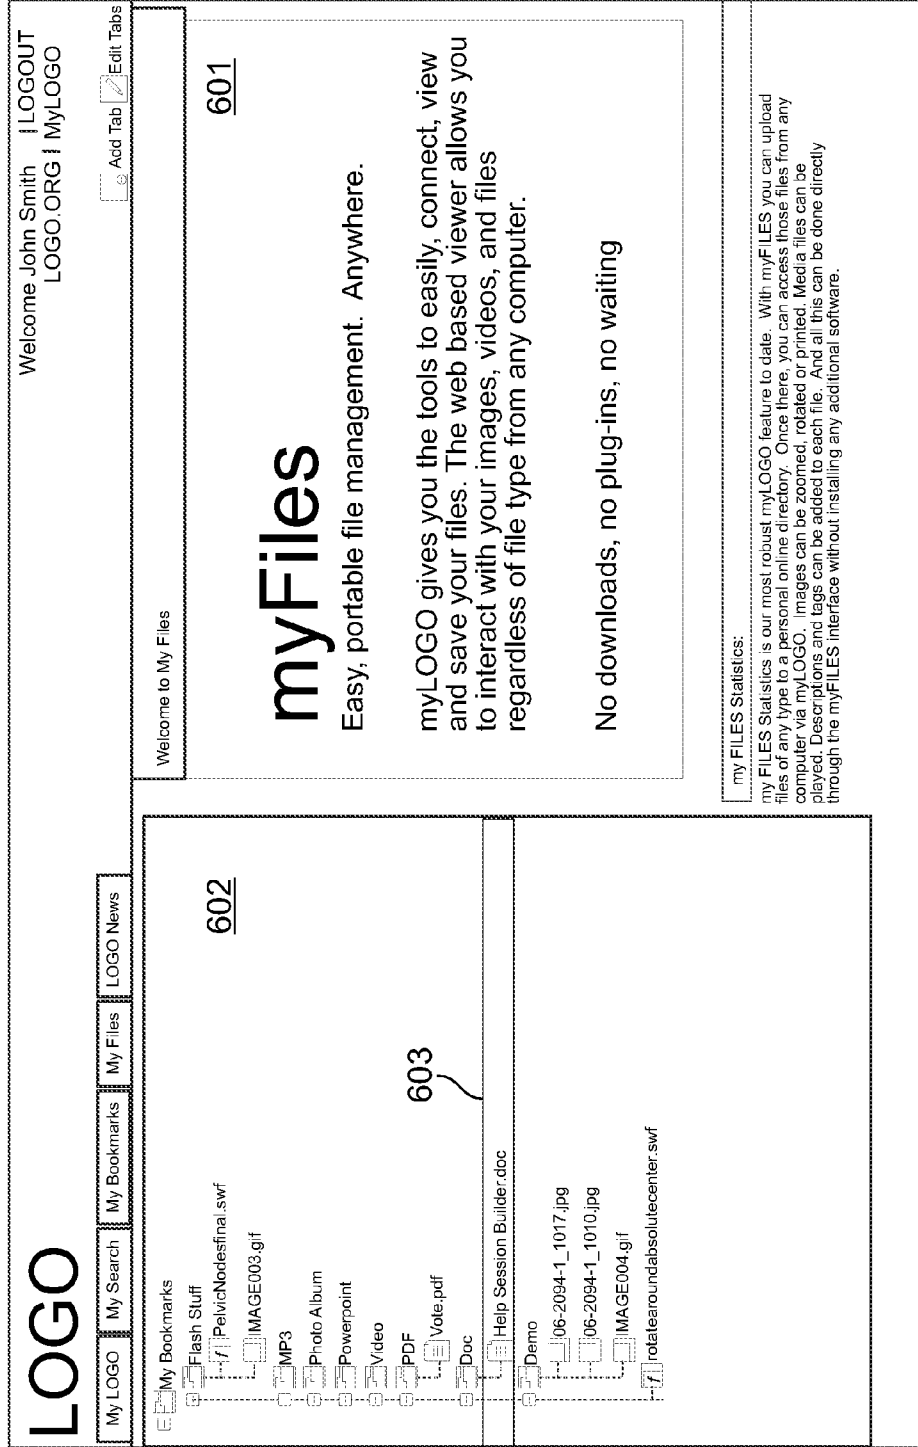 LOGO
Welcome John Smith | LOGOUT
LOGO.ORG | MyLOGO
My LOGO
My Search
My Bookmarks
My Files
LOGO News
Add Tab
Edit Tabs
602
My Bookmarks
Flash Stuff
PelvicNodesfinal.swf
IMAGE003.gif
MP3
Photo Album
Powerpoint
Video
PDF
Vote.pdf
Doc
603
Help Session Builder.doc
Demo
06-2094-1_1017.jpg
06-2094-1_1010.jpg
IMAGE004.gif
rotatearoundabsolutecenter.swf
Welcome to My Files
601
myFiles
Easy, portable file management. Anywhere.
myLOGO gives you the tools to easily, connect, view
and save your files. The web based viewer allows you
to interact with your images, videos, and files
regardless of file type from any computer.
No downloads, no plug-ins, no waiting
my FILES Statistics:
my FILES Statistics is our most robust myLOGO feature to date. With myFILES you can upload
files of any type to a personal online directory. Once there, you can access those files from any
computer via myLOGO. Images can be zoomed, rotated or printed. Media files can be
played. Descriptions and tags can be added to each file. And all this can be done directly
through the myFILES interface without installing any additional software.